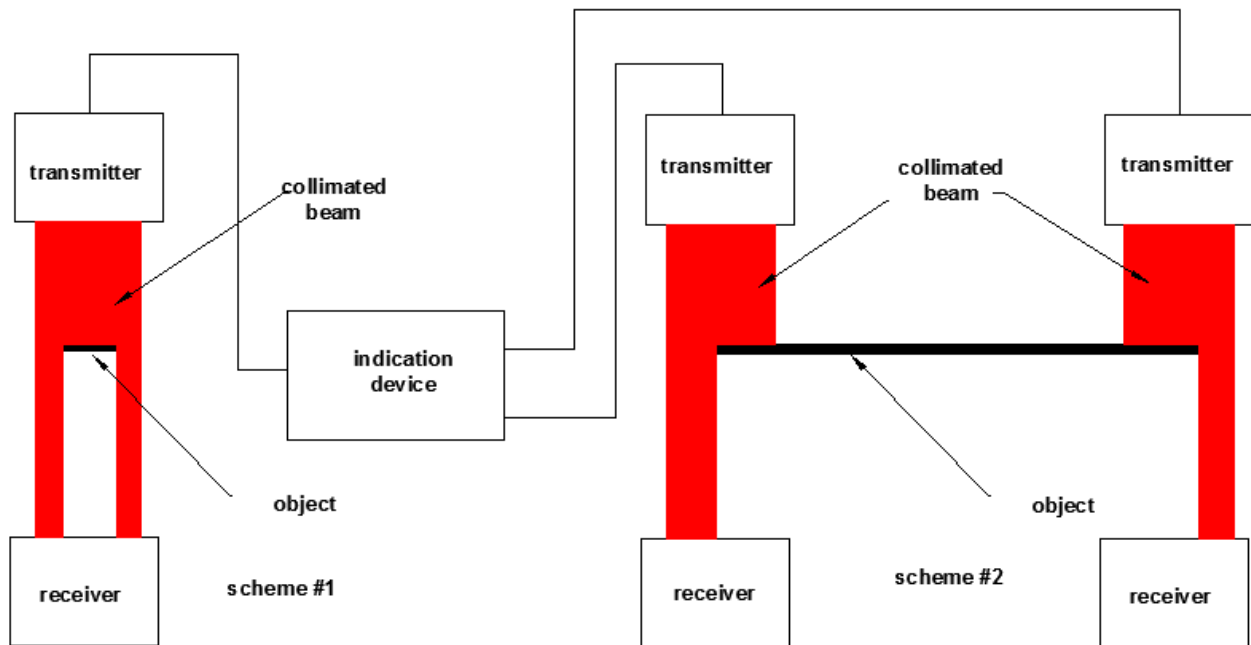 transmitter
collimated
beam
object
receiver
scheme #1
indication
device
transmitter
collimated
beam
transmitter
object
receiver
scheme #2
receiver